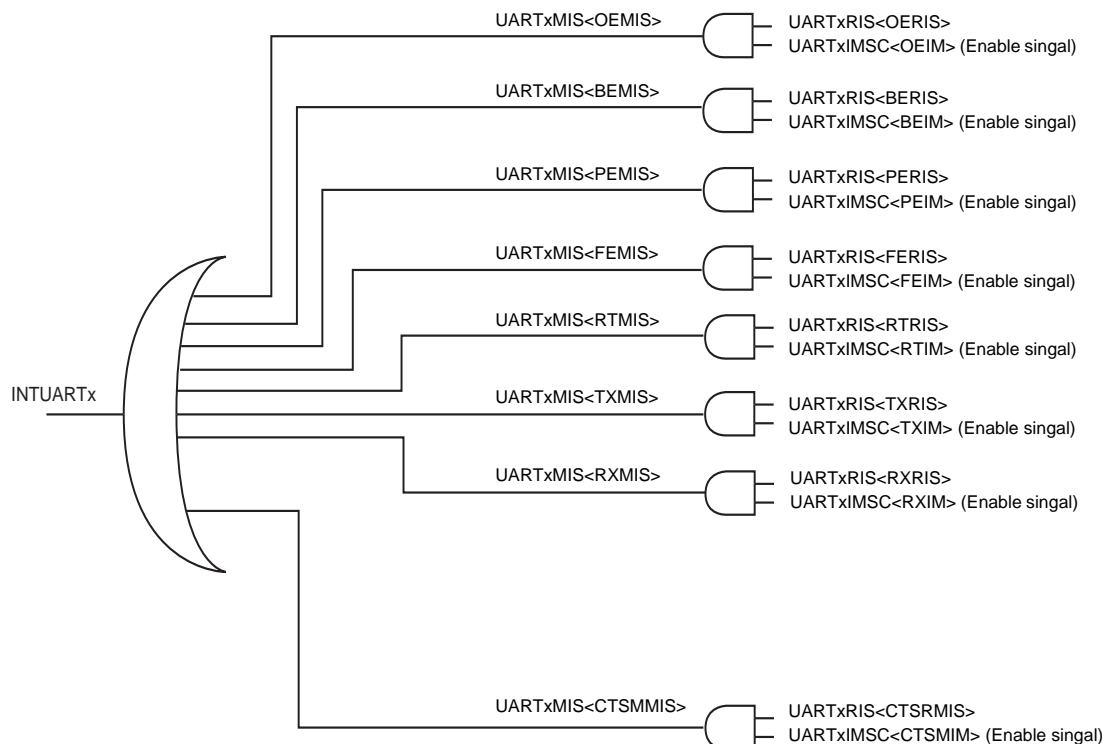 UARTxMIS<OEMIS>
UARTxRIS<OERIS>
UARTxIMSC<OEIM> (Enable singal)
UARTxMIS<BEMIS>
UARTxRIS<BERIS>
UARTxIMSC<BEIM> (Enable singal)
UARTxMIS<PEMIS>
UARTxRIS<PERIS>
UARTxIMSC<PEIM> (Enable singal)
UARTxMIS<FEMIS>
UARTxRIS<FERIS>
UARTxIMSC<FEIM> (Enable singal)
UARTxMIS<RTMIS>
UARTxRIS<RTRIS>
UARTxIMSC<RTIM> (Enable singal)
INTUARTx
UARTxMIS<TXMIS>
UARTxRIS<TXRIS>
UARTxIMSC<TXIM> (Enable singal)
UARTxMIS<RXMIS>
UARTxRIS<RXRIS>
UARTxIMSC<RXIM> (Enable singal)
UARTxMIS<CTSMMIS>
UARTxRIS<CTSRMIS>
UARTxIMSC<CTSMIM> (Enable singal)